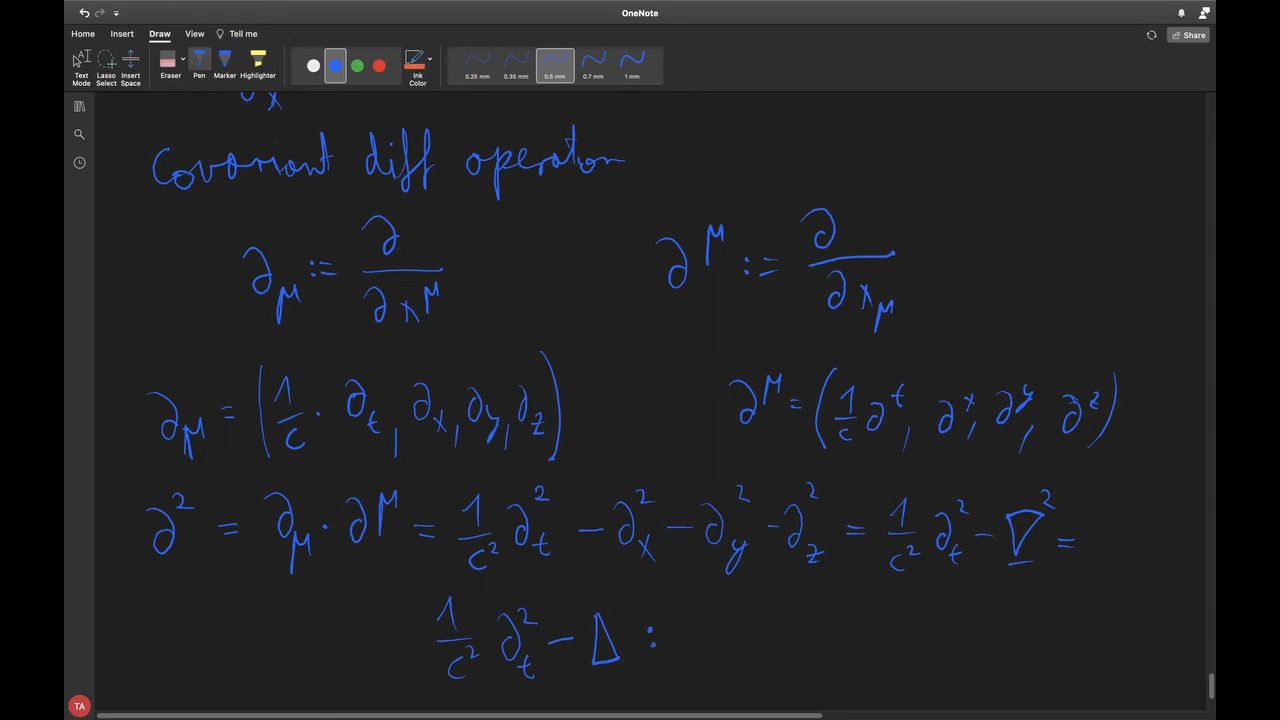 OneNote
Home Insert Draw View Tell me
Share
Text Mode Lasso Select Insert Space Eraser Pen Marker Highlighter Ink Color 0.25 mm 0.35 mm 0.5 mm 0.7 mm 1 mm
∂x
Covariant diff operation
∂_μ := ∂/∂x^μ ∂^μ := ∂/∂x_μ
∂_μ = (1/c · ∂_t, ∂_x, ∂_y, ∂_z) ∂^μ = (1/c ∂^t, ∂^x, ∂^y, ∂^z)
∂² = ∂_μ · ∂^μ = 1/c² ∂_t² − ∂_x² − ∂_y² − ∂_z² = 1/c² ∂_t² − ∇² =
1/c² ∂_t² − Δ :
TA